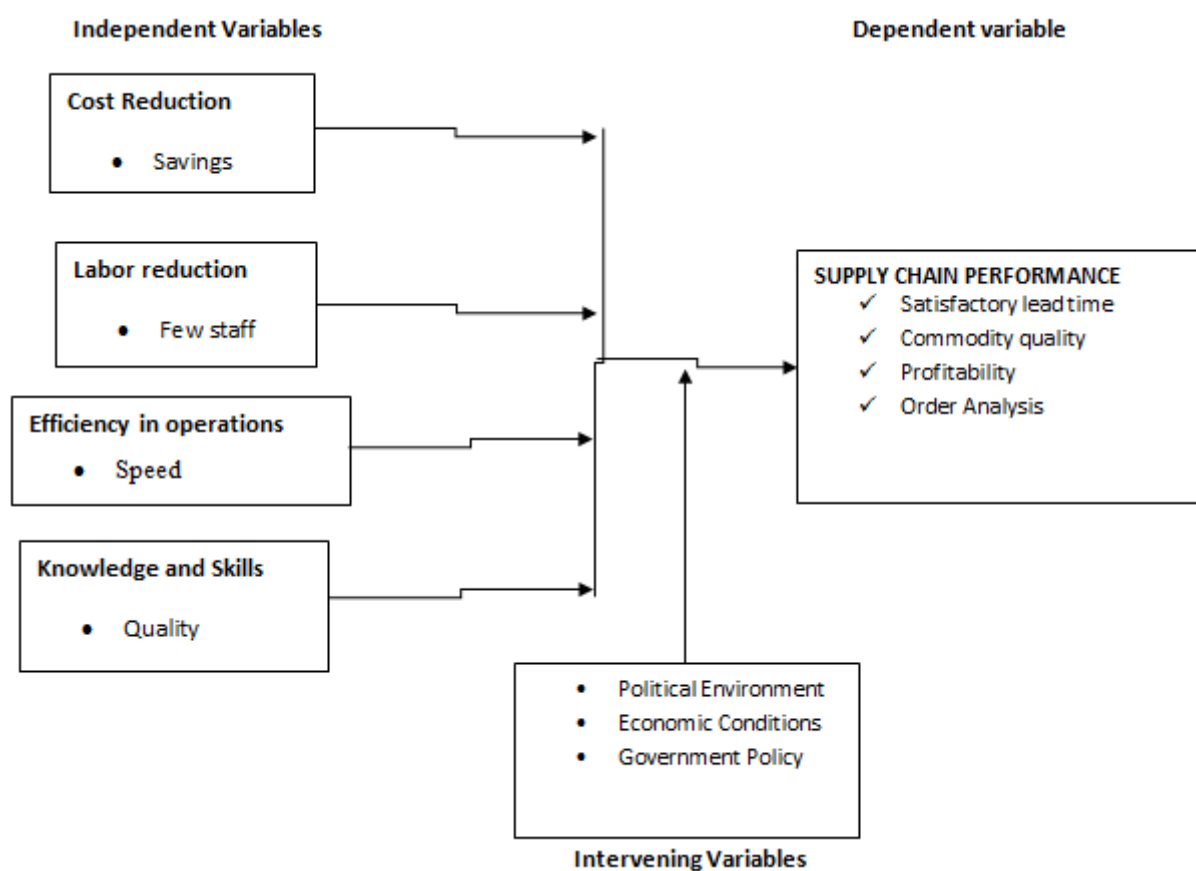 Independent Variables
Dependent variable
Cost Reduction
• Savings
Labor reduction
• Few staff
Efficiency in operations
• Speed
Knowledge and Skills
• Quality
SUPPLY CHAIN PERFORMANCE
✓ Satisfactory lead time
✓ Commodity quality
✓ Profitability
✓ Order Analysis
• Political Environment
• Economic Conditions
• Government Policy
Intervening Variables